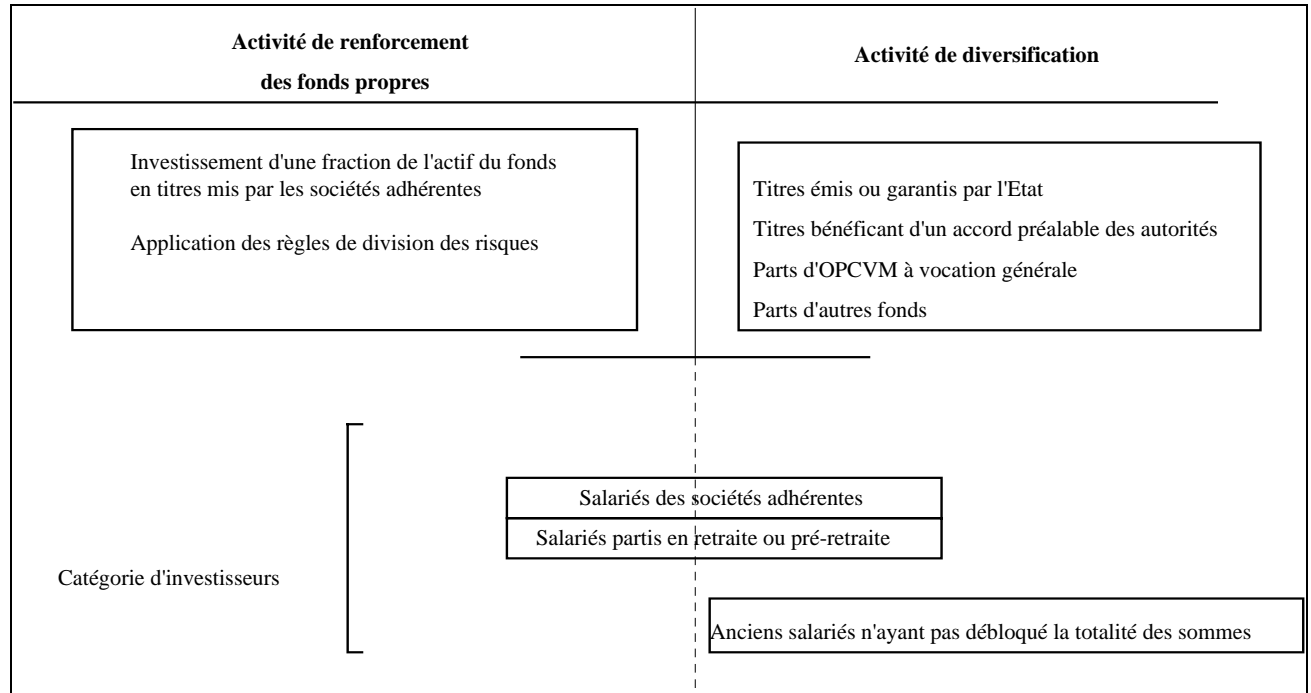 Activité de renforcement
des fonds propres
Activité de diversification
Investissement d'une fraction de l'actif du fonds
en titres mis par les sociétés adhérentes
Application des règles de division des risques
Titres émis ou garantis par l'Etat
Titres bénéficant d'un accord préalable des autorités
Parts d'OPCVM à vocation générale
Parts d'autres fonds
Salariés des sociétés adhérentes
Salariés partis en retraite ou pré-retraite
Catégorie d'investisseurs
Anciens salariés n'ayant pas débloqué la totalité des sommes